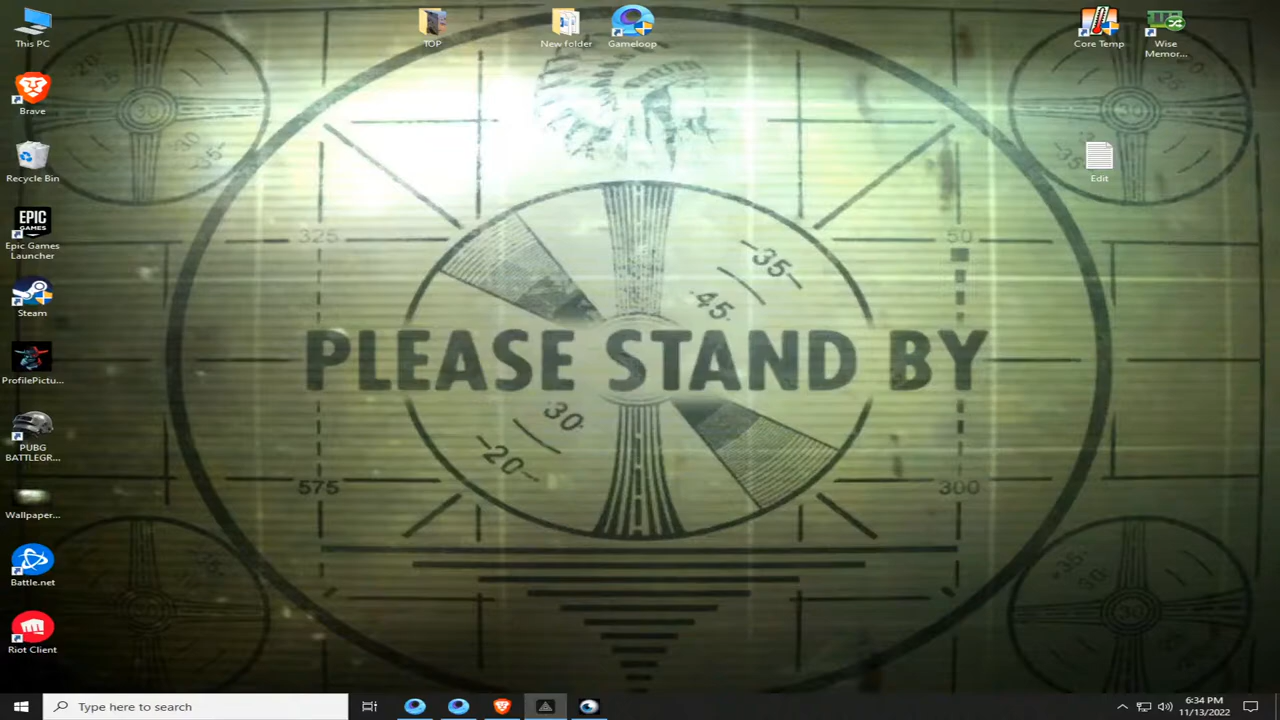 This PC
TOP
New folder
Gameloop
Core Temp
Wise
Memor...
Brave
Recycle Bin
Edit
EPIC
GAMES
Epic Games
Launcher
Steam
ProfilePictu...
PUBG
BATTLEGR...
Wallpaper...
Battle.net
Riot Client
325
50
-35-
45
PLEASE STAND BY
30
-20-
575
300
Type here to search
6:34 PM
11/13/2022